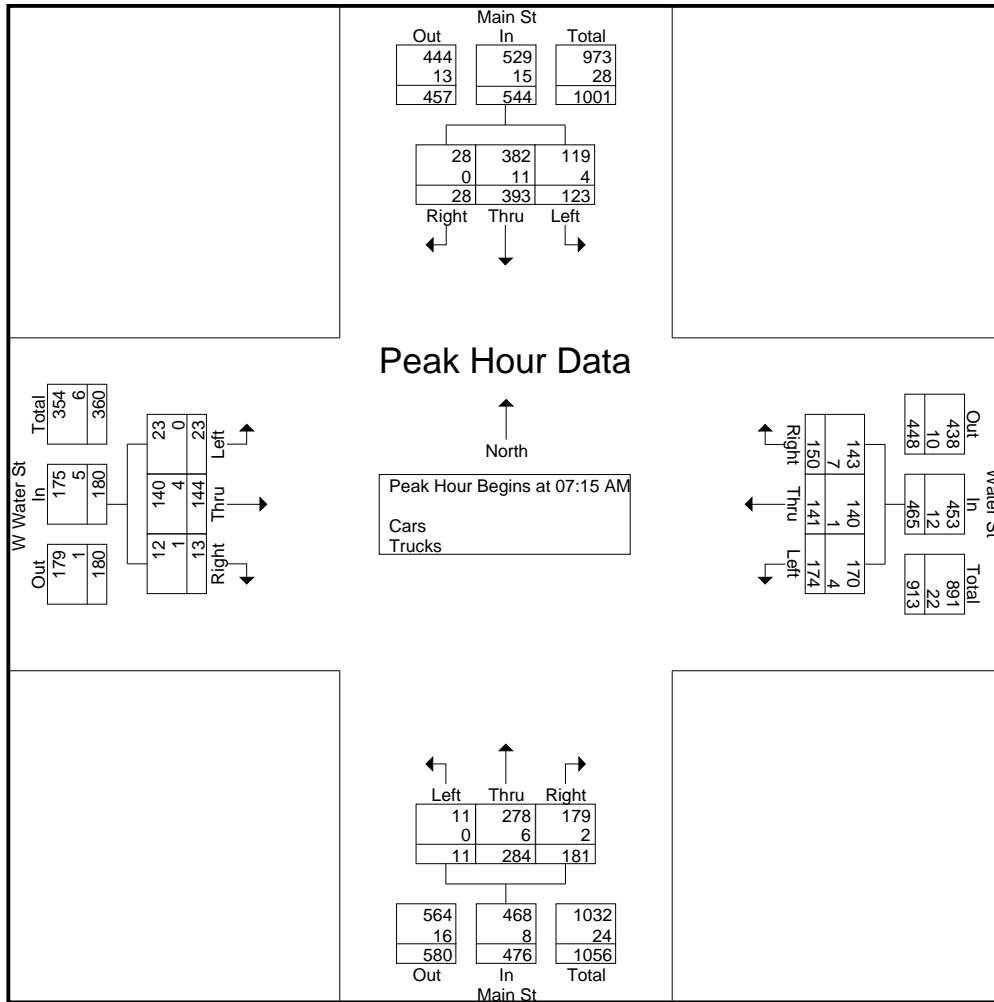 Main St
Out In Total
444 529 973
13 15 28
457 544 1001
28 382 119
0 11 4
28 393 123
Right Thru Left
Peak Hour Data
North
Peak Hour Begins at 07:15 AM
Cars
Trucks
W Water St
Total
354
6
360
In
175
5
180
Out
179
1
180
23
0
23
Left
140
4
144
Thru
12
1
13
Right
Right
150
7
143
Thru
141
1
140
Left
174
4
170
Out
438
10
448
In
453
12
465
Total
891
22
913
Water St
Left Thru Right
11 278 179
0 6 2
11 284 181
564 468 1032
16 8 24
580 476 1056
Out In Total
Main St